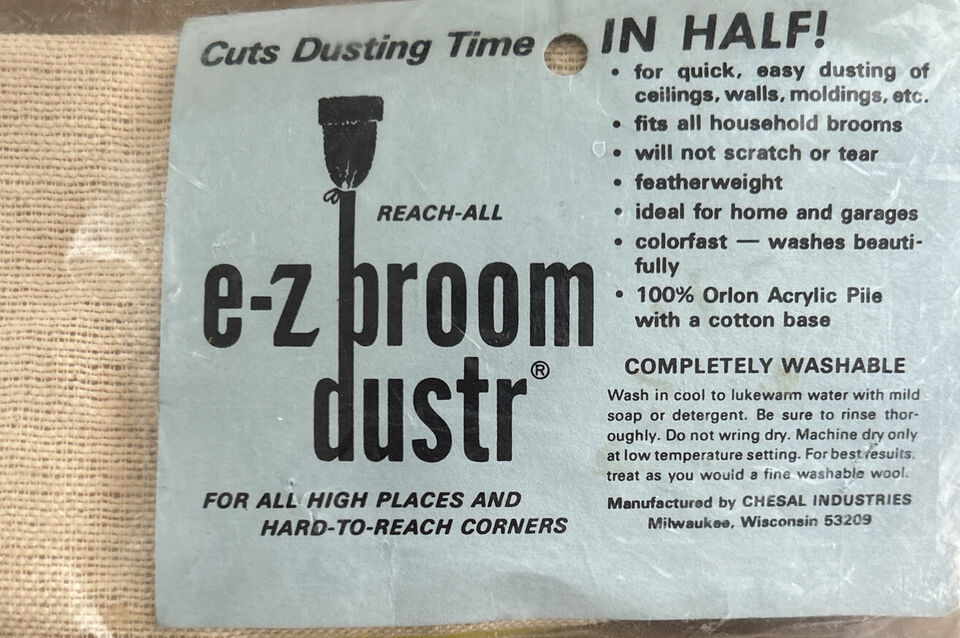 Cuts Dusting Time IN HALF!
REACH-ALL
e-z broom
dustr®
FOR ALL HIGH PLACES AND
HARD-TO-REACH CORNERS
• for quick, easy dusting of
ceilings, walls, moldings, etc.
• fits all household brooms
• will not scratch or tear
• featherweight
• ideal for home and garages
• colorfast — washes beauti-
fully
• 100% Orlon Acrylic Pile
with a cotton base
COMPLETELY WASHABLE
Wash in cool to lukewarm water with mild
soap or detergent. Be sure to rinse thor-
oughly. Do not wring dry. Machine dry only
at low temperature setting. For best results,
treat as you would a fine washable wool.
Manufactured by CHESAL INDUSTRIES
Milwaukee, Wisconsin 53209